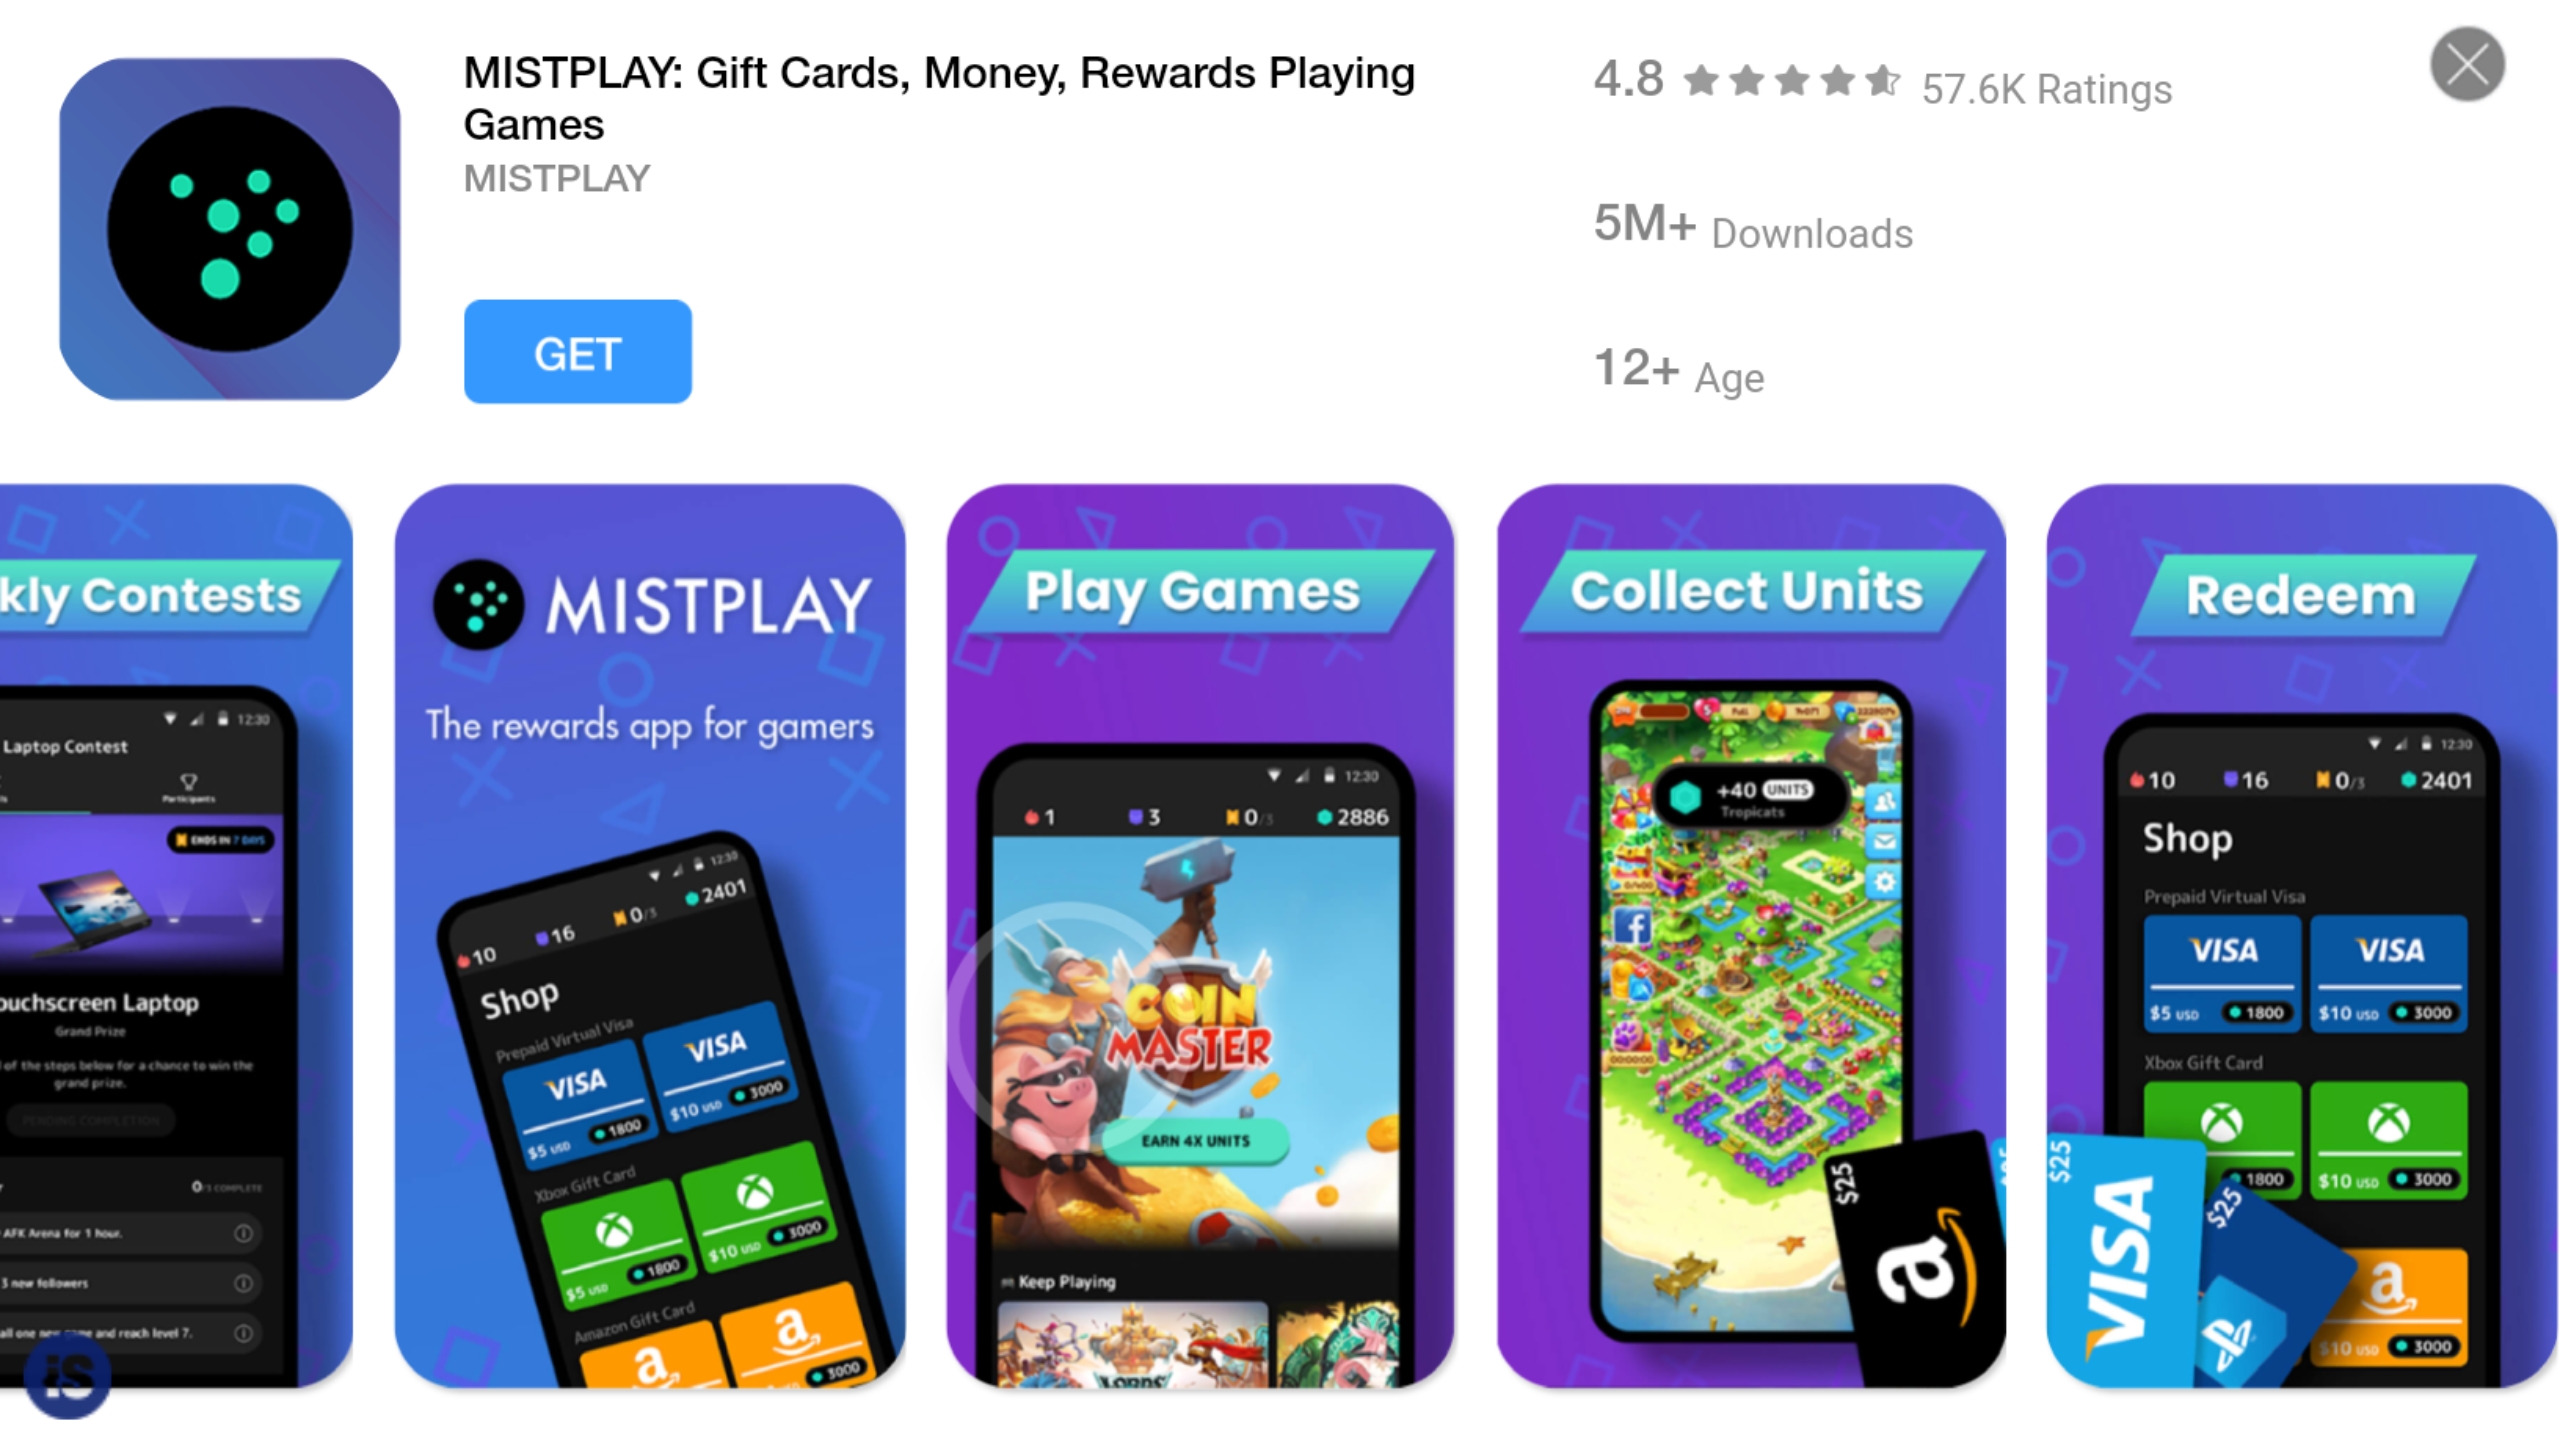 MISTPLAY: Gift Cards, Money, Rewards Playing
Games
MISTPLAY
GET
4.8
57.6K Ratings
5M+ Downloads
12+ Age
kly Contests
12:30
Laptop Contest
Participants
ENDS IN 7 DAYS
ouchscreen Laptop
Grand Prize
of the steps below for a chance to win the
grand prize.
PENDING COMPLETION
0/3 COMPLETE
AFK Arena for 1 hour.
3 new followers
all one new game and reach level 7.
iS
MISTPLAY
The rewards app for gamers
12:30
10 16 0/3 2401
Shop
Prepaid Virtual Visa
VISA VISA
$5 USD 1800 $10 USD 3000
Xbox Gift Card
$5 USD 1800 $10 USD 3000
Amazon Gift Card
a a
3000
Play Games
12:30
1 3 0/3 2886
COIN
MASTER
EARN 4X UNITS
Keep Playing
LORDS
Collect Units
Full
+40 UNITS
Tropicats
f
00:00:00
$25
a
Redeem
12:30
10 16 0/3 2401
Shop
Prepaid Virtual Visa
VISA VISA
$5 USD 1800 $10 USD 3000
Xbox Gift Card
1800 $10 USD 3000
$25
VISA
$25
a
$10 USD 3000